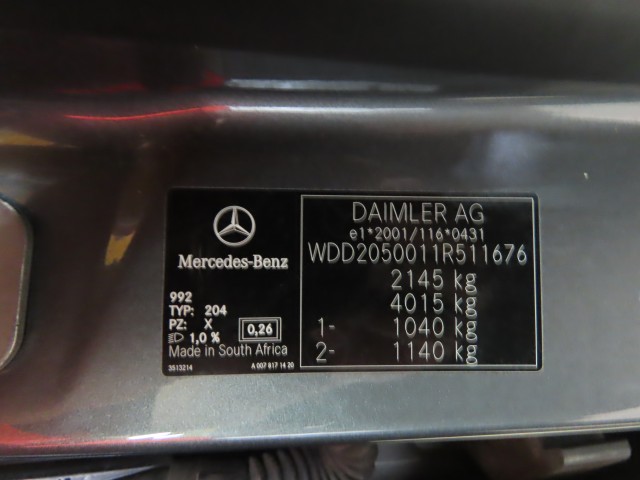 Mercedes-Benz
992
TYP: 204
PZ: X
1,0 %
0,26
Made in South Africa
3513214
A 007 817 14 20
DAIMLER AG
e1*2001/116*0431
WDD2050011R511676
2145 kg
4015 kg
1- 1040 kg
2- 1140 kg